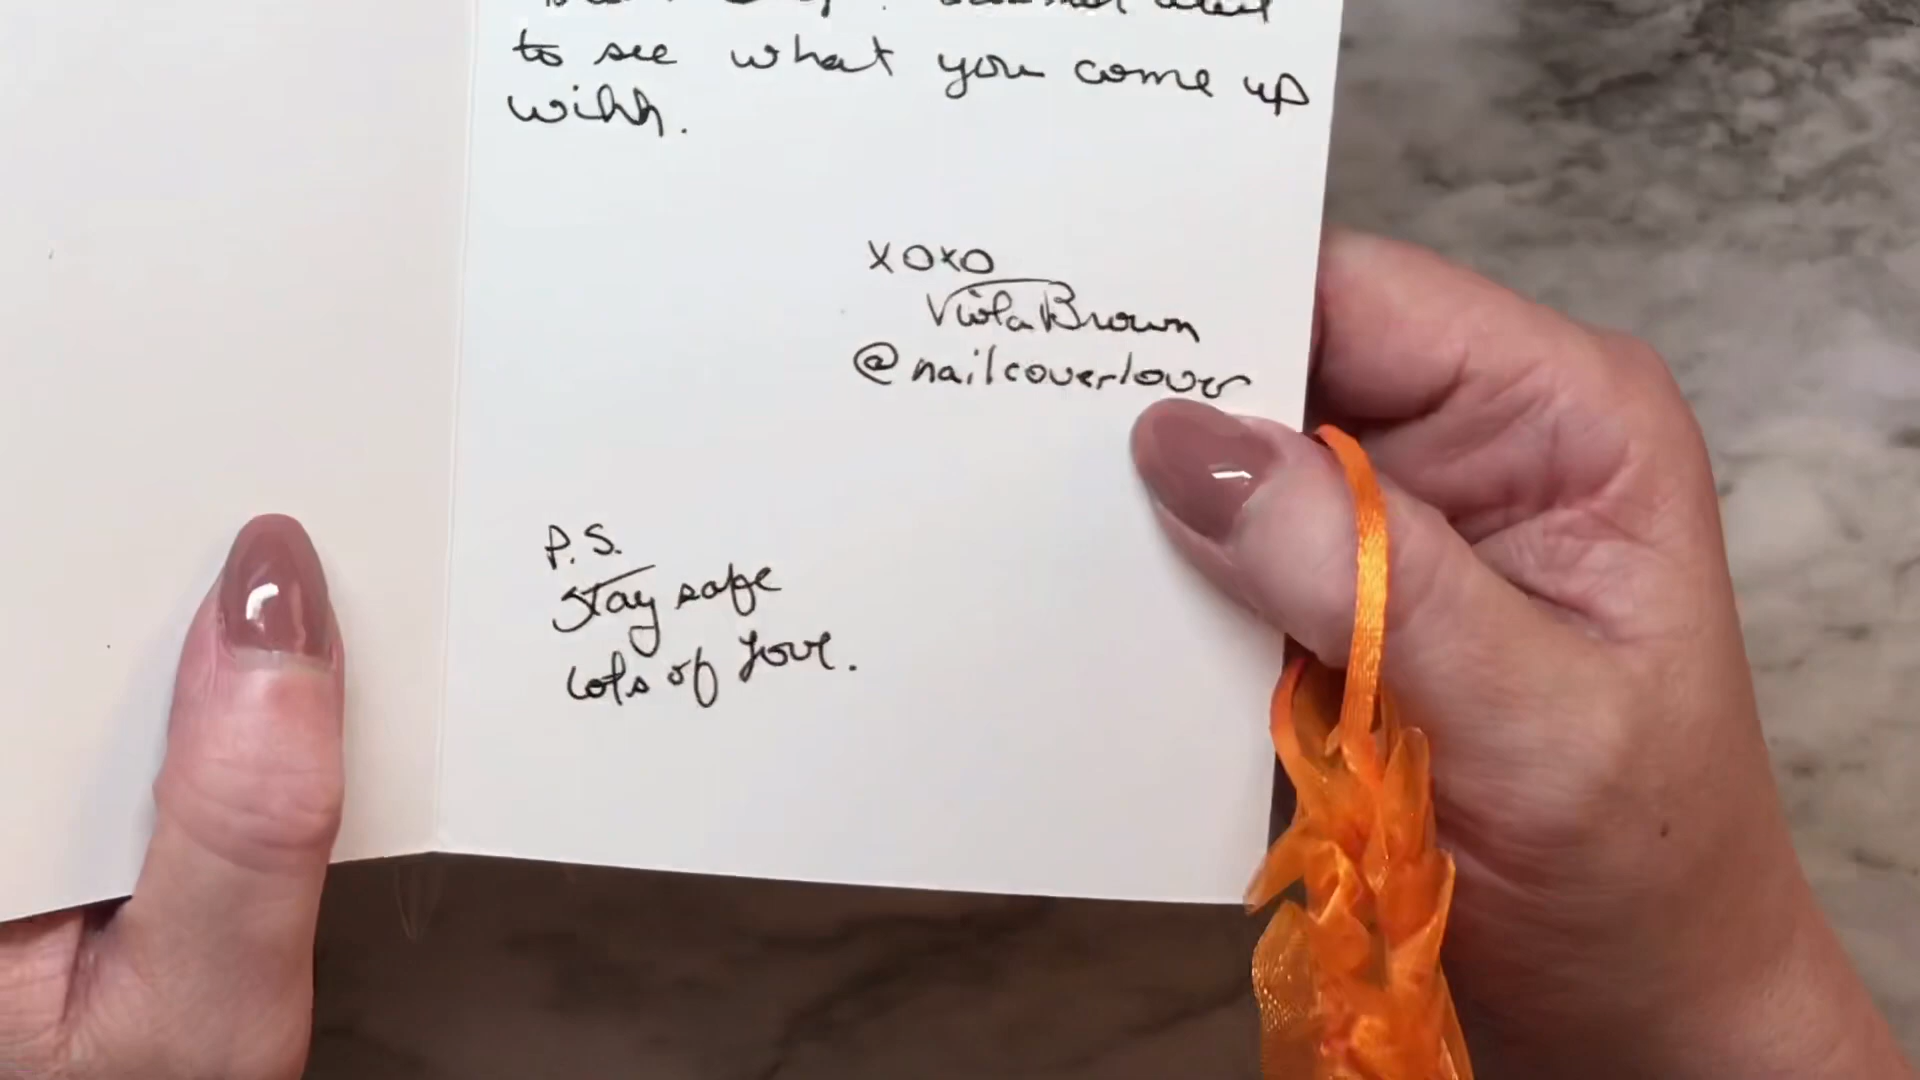 to see what you come up
with.
XOXO
Viola Brown
@nailcoverlover
P.S.
Stay safe
Lots of Love.